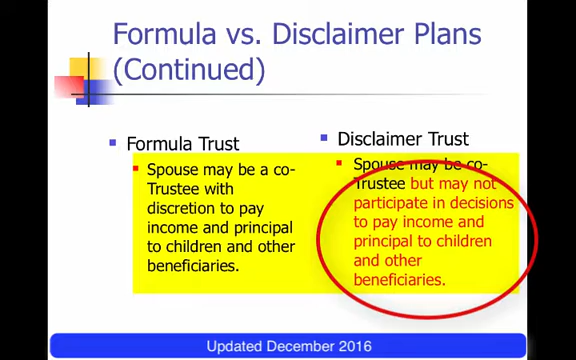 Formula vs. Disclaimer Plans
(Continued)
Formula Trust
Spouse may be a co-
Trustee with
discretion to pay
income and principal
to children and other
beneficiaries.
Disclaimer Trust
Spouse may be co-
Trustee but may not
participate in decisions
to pay income and
principal to children
and other
beneficiaries.
Updated December 2016